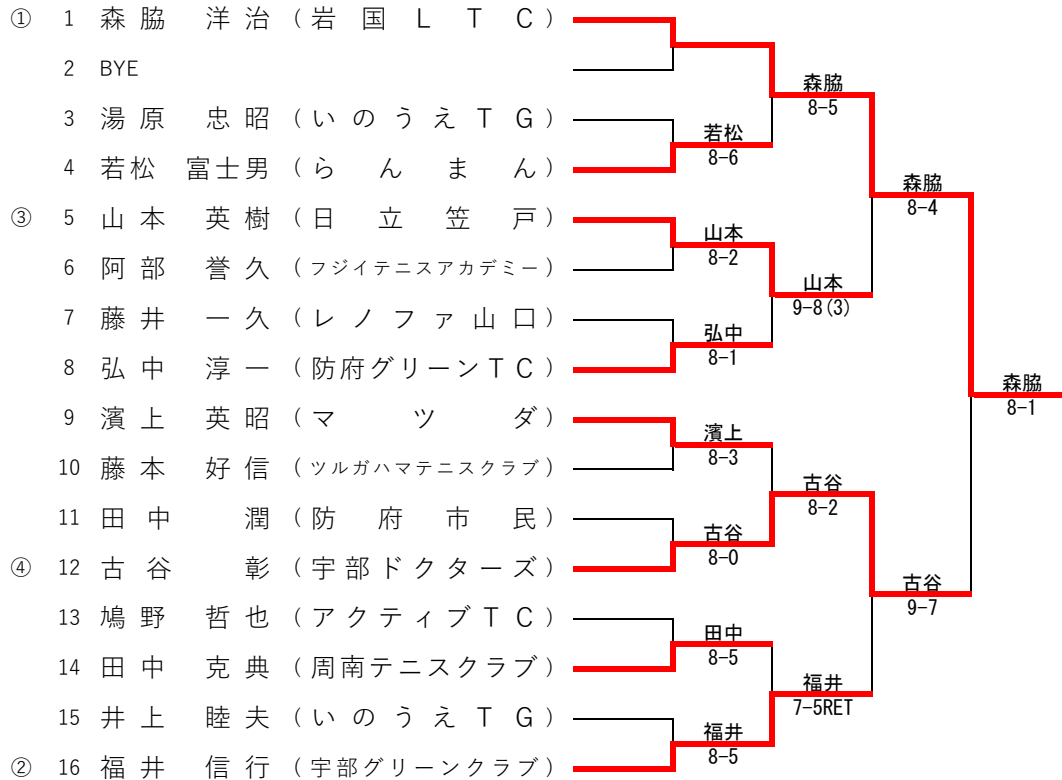 ① 1 森脇 洋治 (岩国LTC)
2 BYE
3 湯原 忠昭 (いのうえTG)
4 若松 富士男 (らんまん)
③ 5 山本 英樹 (日立笠戸)
6 阿部 誉久 (フジイテニスアカデミー)
7 藤井 一久 (レノファ山口)
8 弘中 淳一 (防府グリーンTC)
9 濱上 英昭 (マツダ)
10 藤本 好信 (ツルガハマテニスクラブ)
11 田中 潤 (防府市民)
④ 12 古谷 彰 (宇部ドクターズ)
13 鳩野 哲也 (アクティブTC)
14 田中 克典 (周南テニスクラブ)
15 井上 睦夫 (いのうえTG)
② 16 福井 信行 (宇部グリーンクラブ)
若松
8-6
山本
8-2
弘中
8-1
濱上
8-3
古谷
8-0
田中
8-5
福井
8-5
森脇
8-5
山本
9-8(3)
古谷
8-2
福井
7-5RET
森脇
8-4
古谷
9-7
森脇
8-1